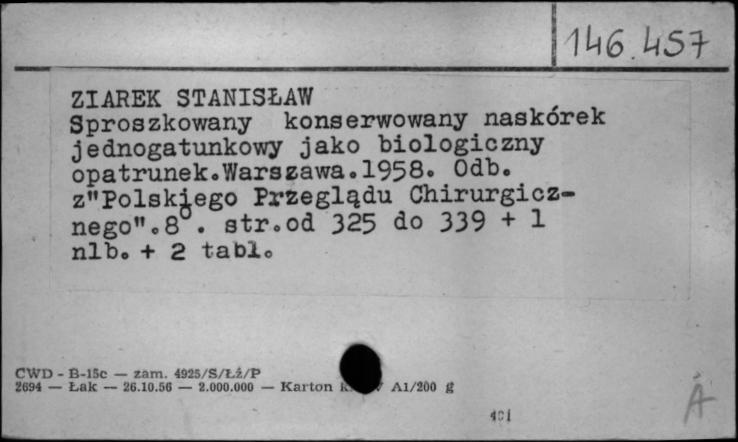 146.457
ZIAREK STANISŁAW
Sproszkowany konserwowany naskórek
jednogatunkowy jako biologiczny
opatrunek.Warszawa.1958. Odb.
z"Polskiego Przeglądu Chirurgicz-
nego".8°. str.od 325 do 339 + 1
nlb. + 2 tabl.
CWD - B-15c — zam. 4925/S/Łż/P
2694 — Łak — 26.10.56 — 2.000.000 — Karton A1/200 g
A